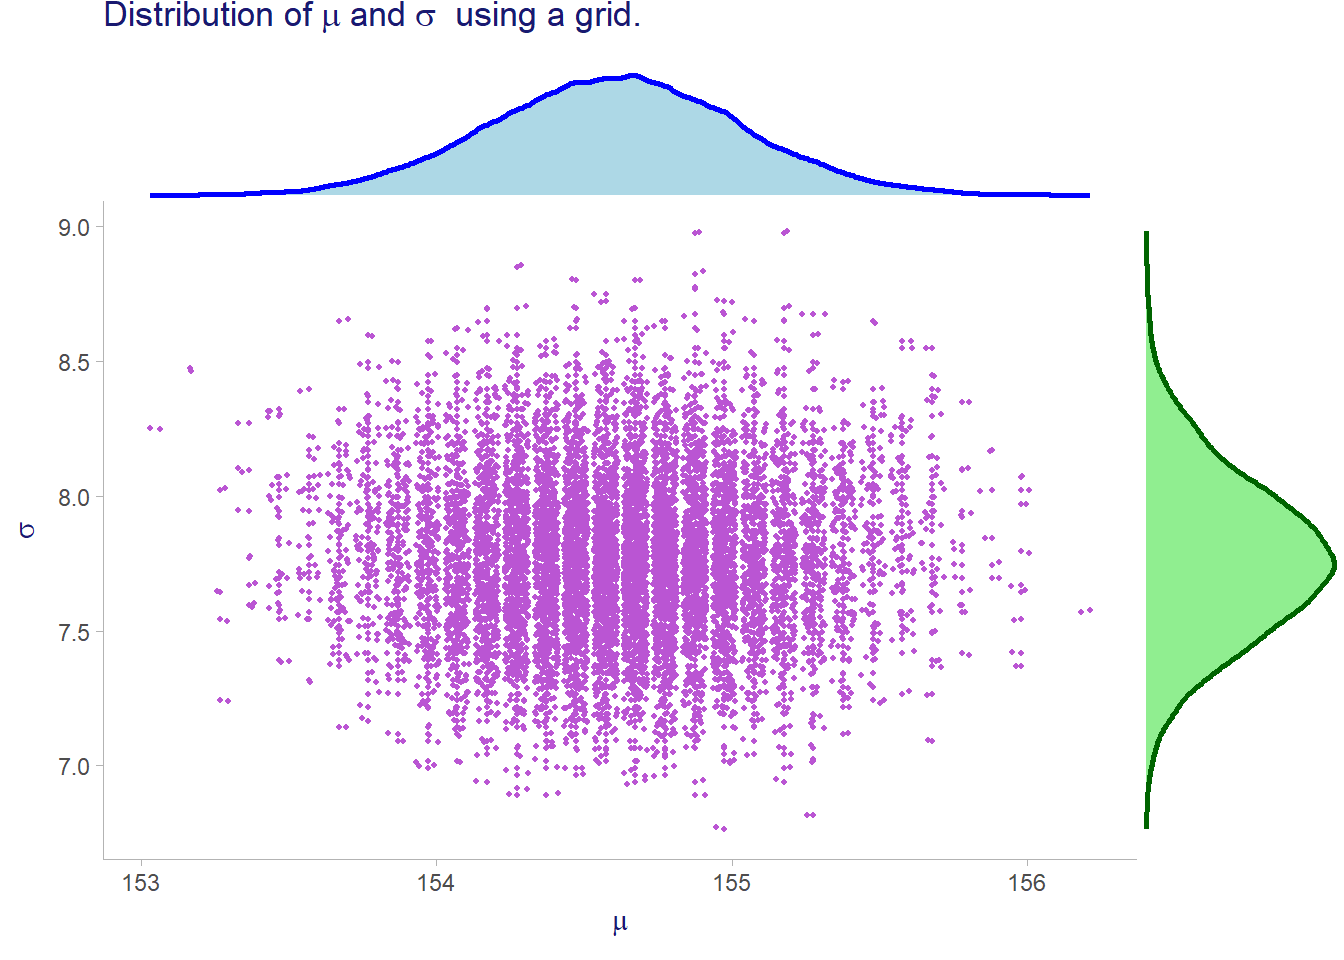 Distribution of μ and σ  using a grid.
9.0
8.5
8.0
7.5
7.0
σ
153 154 155 156
μ